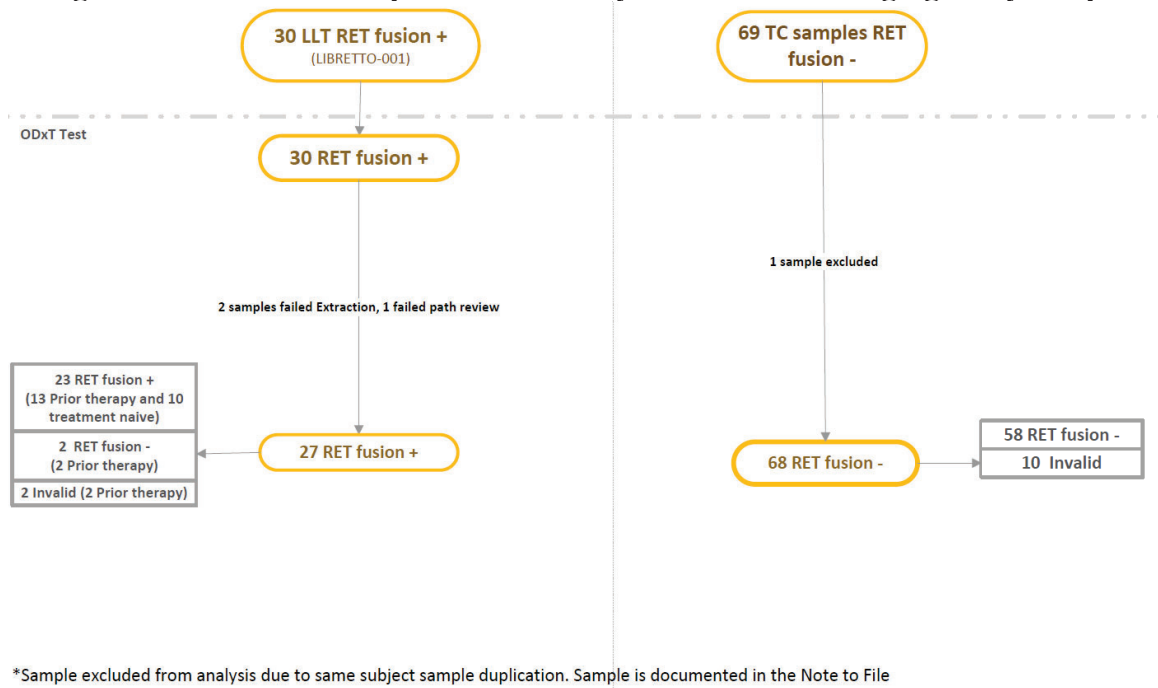 30 LLT RET fusion +
(LIBRETTO-001)
69 TC samples RET
fusion -
ODxT Test
30 RET fusion +
1 sample excluded
2 samples failed Extraction, 1 failed path review
23 RET fusion +
(13 Prior therapy and 10
treatment naive)
2 RET fusion -
(2 Prior therapy)
2 Invalid (2 Prior therapy)
27 RET fusion +
68 RET fusion -
58 RET fusion -
10 Invalid
*Sample excluded from analysis due to same subject sample duplication. Sample is documented in the Note to File